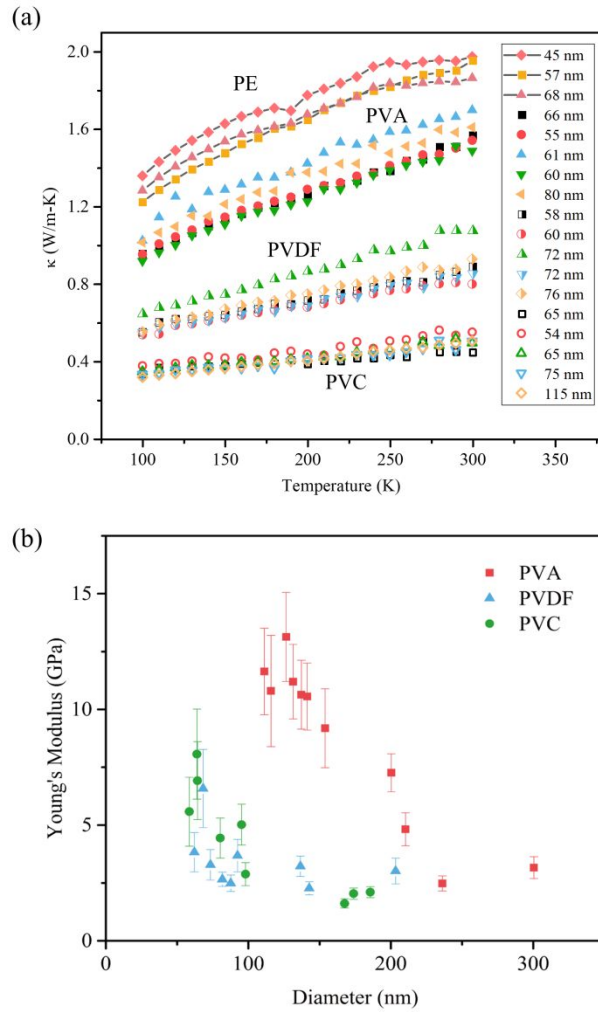 (a)
κ (W/m-K)
2.0
1.6
1.2
0.8
0.4
0.0
PE
PVA
PVDF
PVC
45 nm
57 nm
68 nm
66 nm
55 nm
61 nm
60 nm
80 nm
58 nm
60 nm
72 nm
72 nm
76 nm
65 nm
54 nm
65 nm
75 nm
115 nm
100 150 200 250 300 350
Temperature (K)
(b)
Young's Modulus (GPa)
15
10
5
0
PVA
PVDF
PVC
0 100 200 300
Diameter (nm)